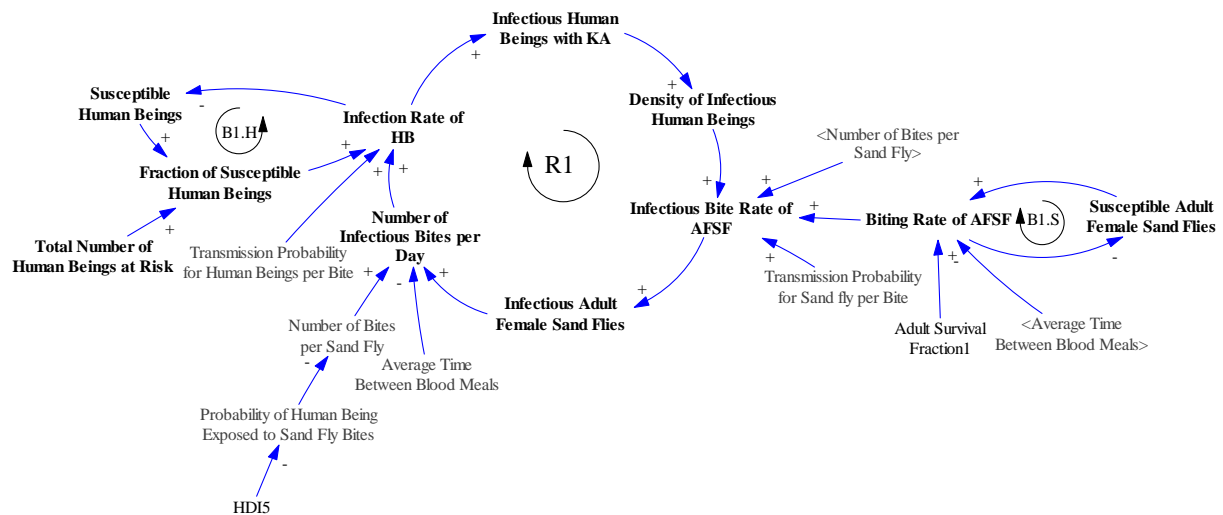 Infectious Human
Beings with KA
+
+
Susceptible
Human Beings
-
B1.H
Infection Rate of
HB
Density of Infectious
Human Beings
+
+
+
Fraction of Susceptible
Human Beings
+
+
R1
<Number of Bites per
Sand Fly>
+
+
+
Infectious Bite Rate of
AFSF
+
Biting Rate of AFSF
B1.S
Susceptible Adult
Female Sand Flies
Total Number of
Human Beings at Risk
+
Transmission Probability
for Human Beings per Bite
Number of
Infectious Bites per
Day
+
-
+
+
Transmission Probability
for Sand fly per Bite
+
-
-
+
Infectious Adult
Female Sand Flies
Number of Bites
per Sand Fly
-
Average Time
Between Blood Meals
Adult Survival
Fraction1
<Average Time
Between Blood Meals>
Probability of Human Being
Exposed to Sand Fly Bites
-
HDI5